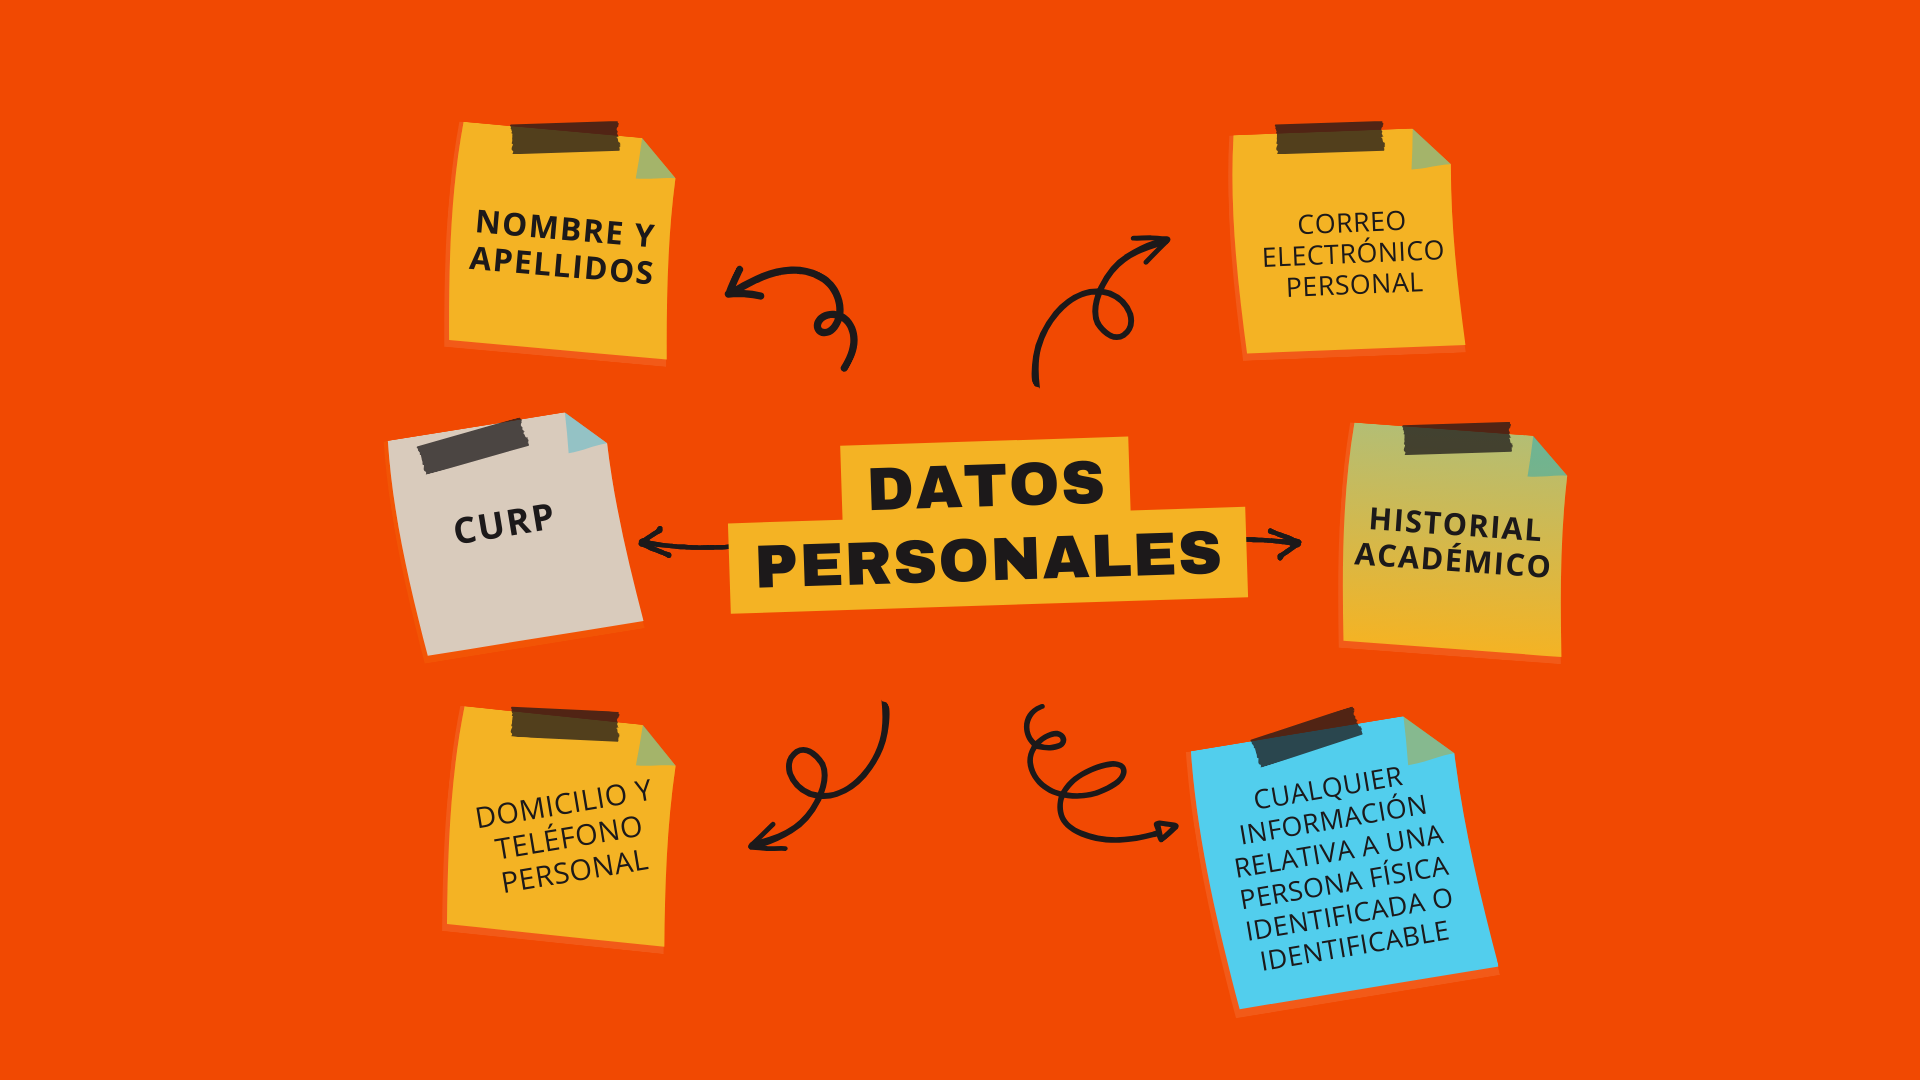 NOMBRE Y
APELLIDOS
CORREO
ELECTRÓNICO
PERSONAL
CURP
DATOS
PERSONALES
HISTORIAL
ACADÉMICO
DOMICILIO Y
TELÉFONO
PERSONAL
CUALQUIER
INFORMACIÓN
RELATIVA A UNA
PERSONA FÍSICA
IDENTIFICADA O
IDENTIFICABLE